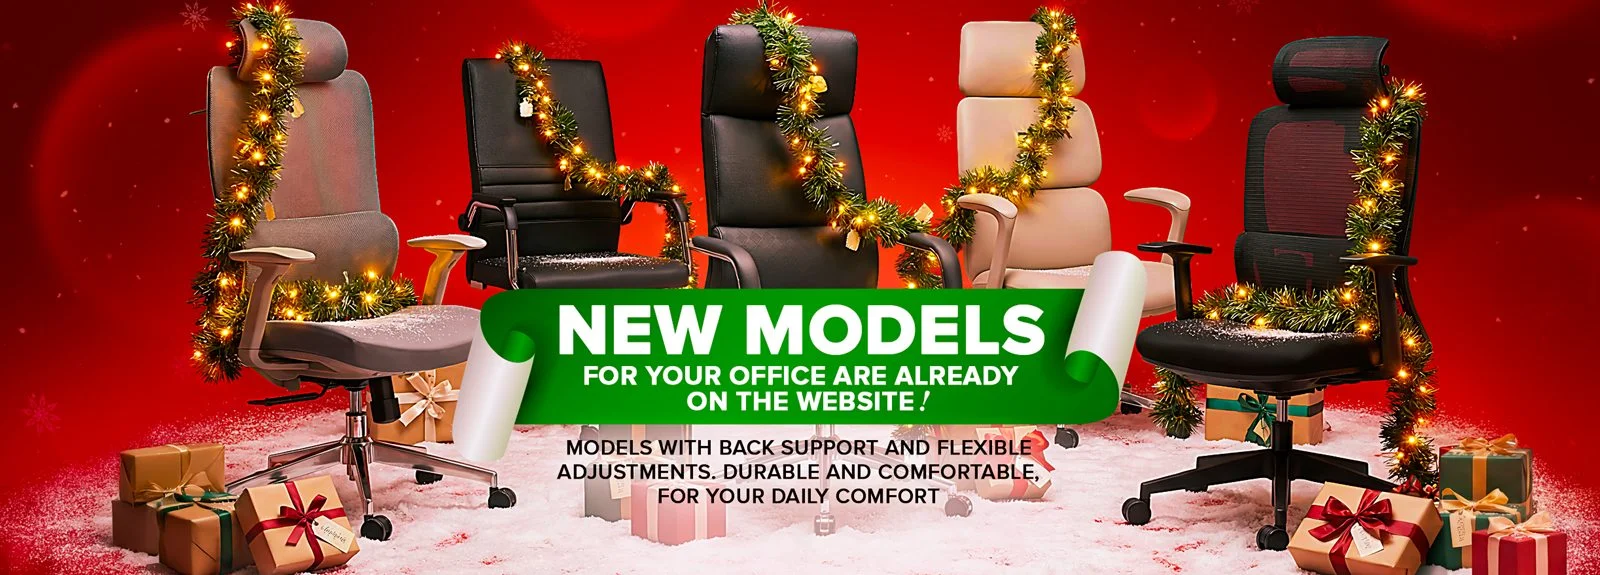 NEW MODELS
FOR YOUR OFFICE ARE ALREADY
ON THE WEBSITE!
MODELS WITH BACK SUPPORT AND FLEXIBLE
ADJUSTMENTS. DURABLE AND COMFORTABLE,
FOR YOUR DAILY COMFORT